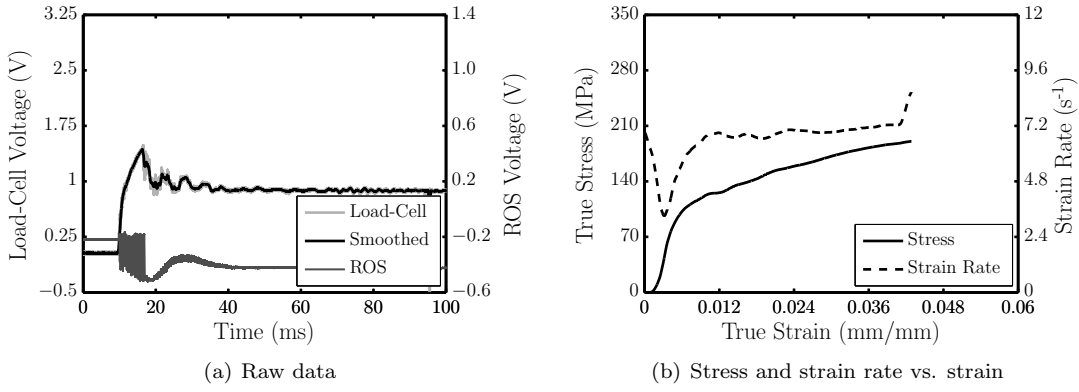 3.25
2.5
1.75
1
0.25
−0.5
Load-Cell Voltage (V)
1.4
1.0
0.6
0.2
−0.2
−0.6
ROS Voltage (V)
0
20
40
60
80
100
Time (ms)
Load-Cell
Smoothed
ROS
(a) Raw data
350
280
210
140
70
0
True Stress (MPa)
12
9.6
7.2
4.8
2.4
0
Strain Rate (s-1)
0
0.012
0.024
0.036
0.048
0.06
True Strain (mm/mm)
Stress
Strain Rate
(b) Stress and strain rate vs. strain